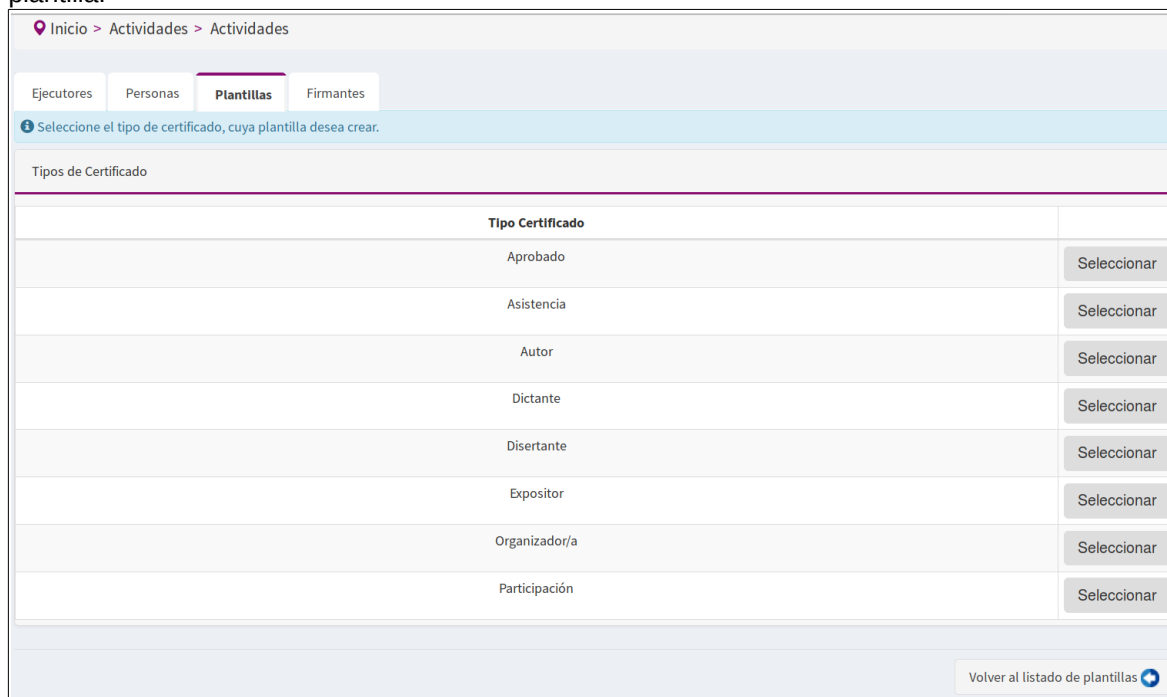 plantilla.
Inicio > Actividades > Actividades
Ejecutores Personas Plantillas Firmantes
Seleccione el tipo de certificado, cuya plantilla desea crear.
Tipos de Certificado
Tipo Certificado
Aprobado Seleccionar
Asistencia Seleccionar
Autor Seleccionar
Dictante Seleccionar
Disertante Seleccionar
Expositor Seleccionar
Organizador/a Seleccionar
Participación Seleccionar
Volver al listado de plantillas